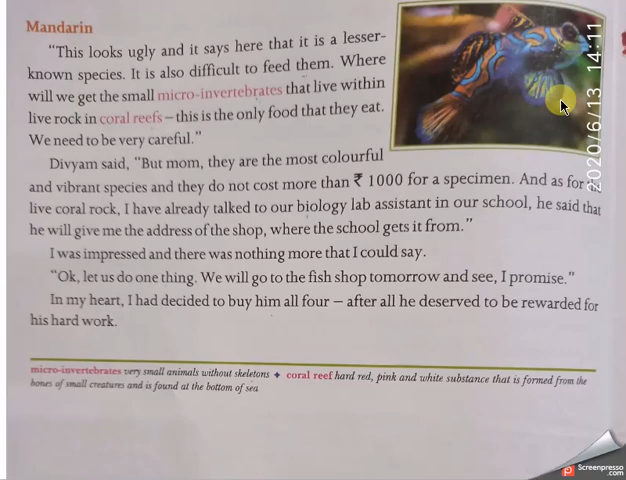 Mandarin
"This looks ugly and it says here that it is a lesser-
known species. It is also difficult to feed them. Where
will we get the small micro-invertebrates that live within
live rock in coral reefs – this is the only food that they eat.
We need to be very careful."
Divyam said, "But mom, they are the most colourful
and vibrant species and they do not cost more than ₹ 1000 for a specimen. And as for
live coral rock, I have already talked to our biology lab assistant in our school, he said that
he will give me the address of the shop, where the school gets it from."
I was impressed and there was nothing more that I could say.
"Ok, let us do one thing. We will go to the fish shop tomorrow and see, I promise."
In my heart, I had decided to buy him all four – after all he deserved to be rewarded for
his hard work.
micro-invertebrates very small animals without skeletons ✦ coral reef hard red, pink and white substance that is formed from the
bones of small creatures and is found at the bottom of sea
2020/6/13 14:11
Screenpresso
.com